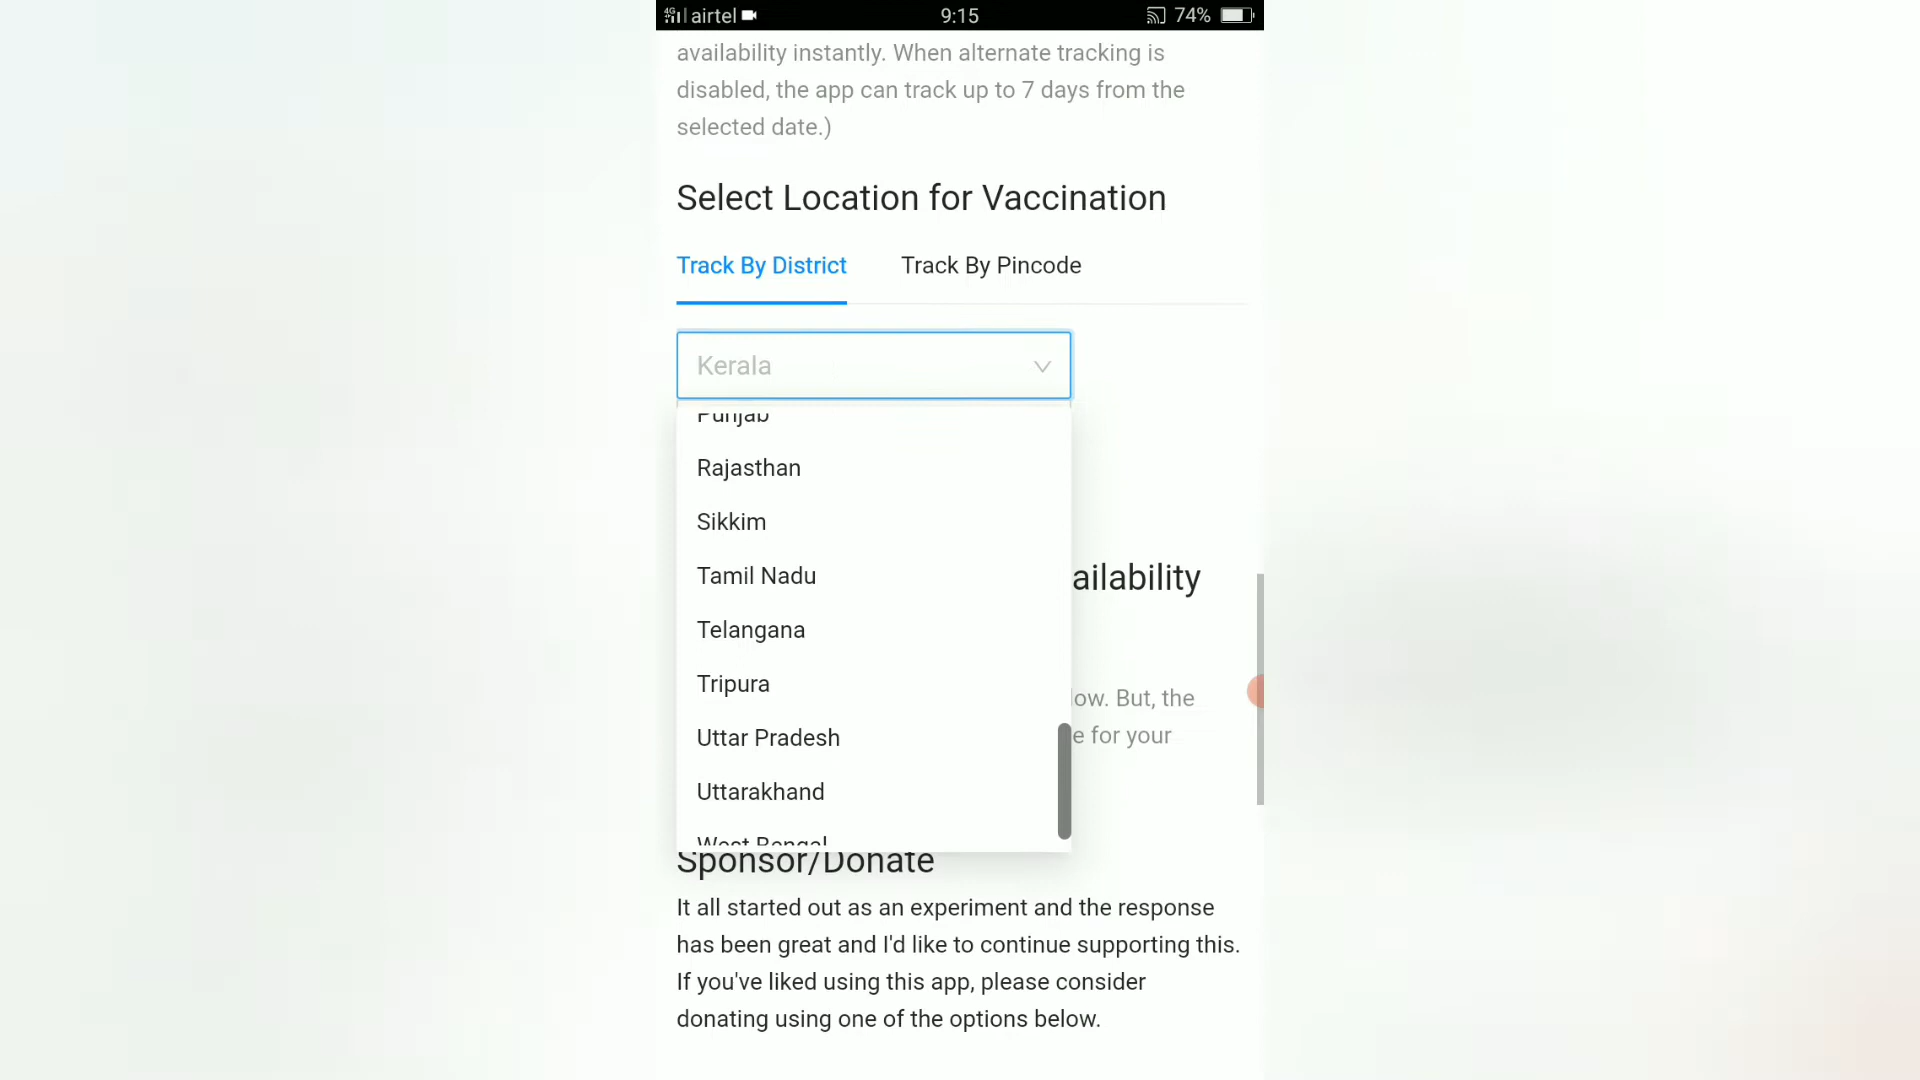 4G airtel 9:15 74%
availability instantly. When alternate tracking is
disabled, the app can track up to 7 days from the
selected date.)
Select Location for Vaccination
Track By District Track By Pincode
Kerala
Punjab
Rajasthan
Sikkim
Tamil Nadu
ailability
Telangana
Tripura
low. But, the
Uttar Pradesh
e for your
Uttarakhand
West Bengal
Sponsor/Donate
It all started out as an experiment and the response
has been great and I'd like to continue supporting this.
If you've liked using this app, please consider
donating using one of the options below.